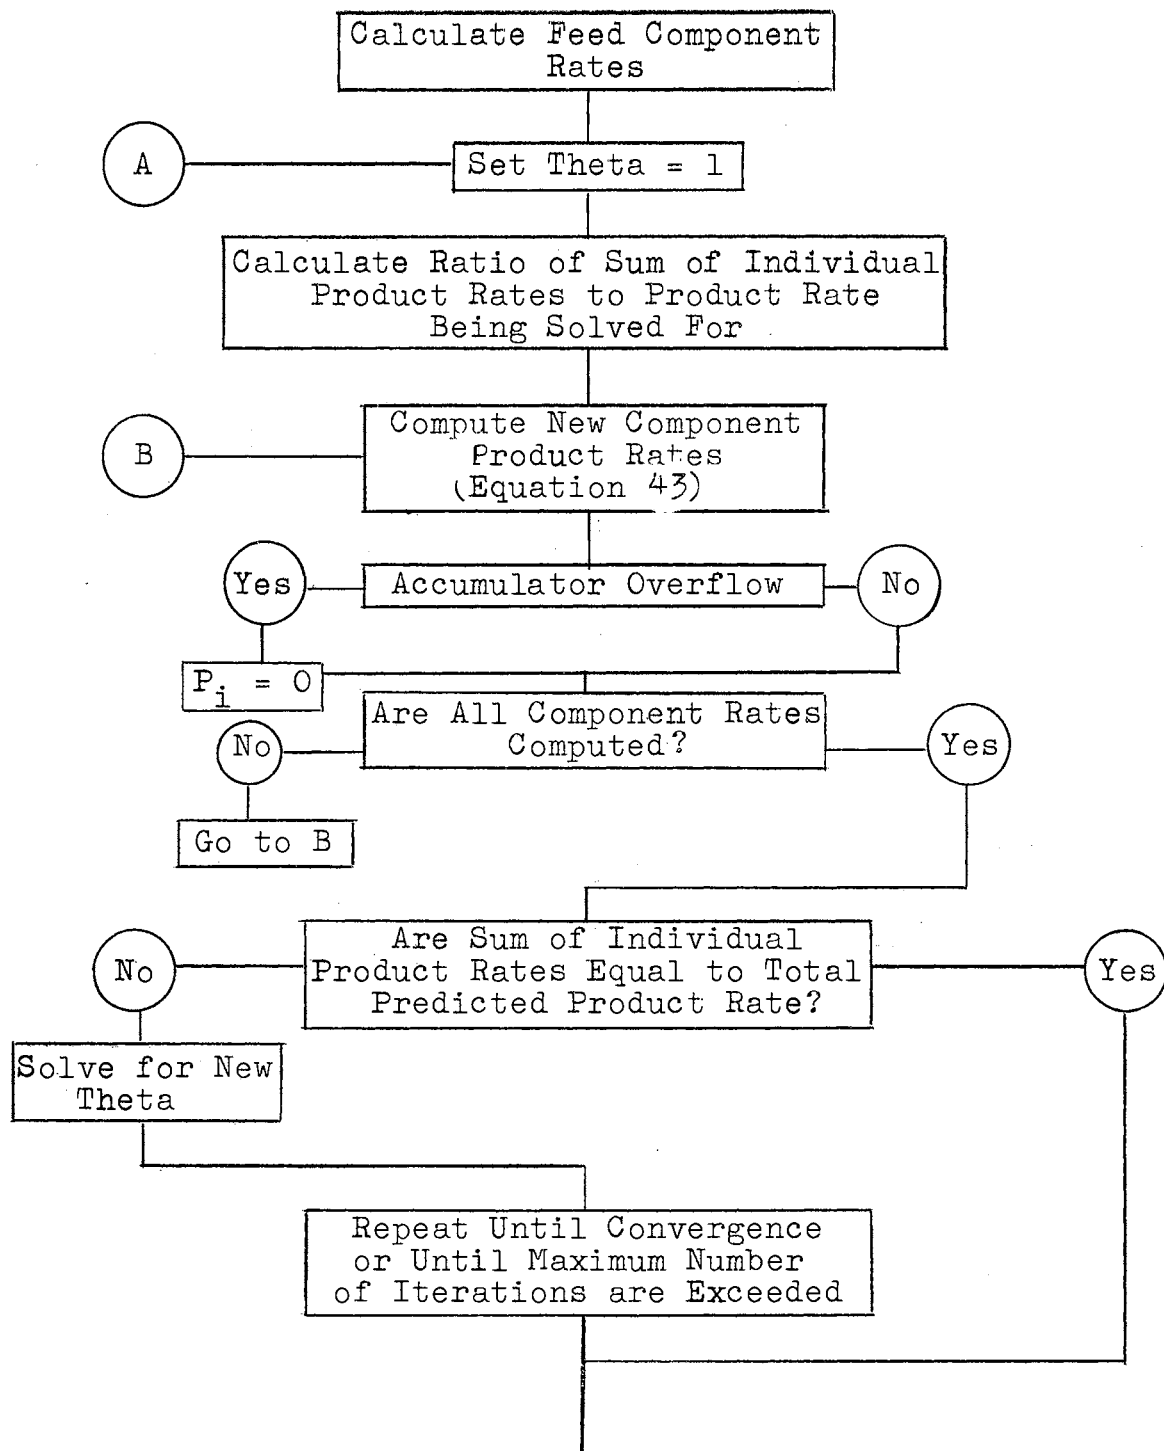 Calculate Feed Component
Rates
A
Set Theta = 1
Calculate Ratio of Sum of Individual
Product Rates to Product Rate
Being Solved For
B
Compute New Component
Product Rates
(Equation 43)
Yes
Accumulator Overflow
No
P_i = 0
Are All Component Rates
Computed?
No
Yes
Go to B
Are Sum of Individual
Product Rates Equal to Total
Predicted Product Rate?
No
Yes
Solve for New
Theta
Repeat Until Convergence
or Until Maximum Number
of Iterations are Exceeded